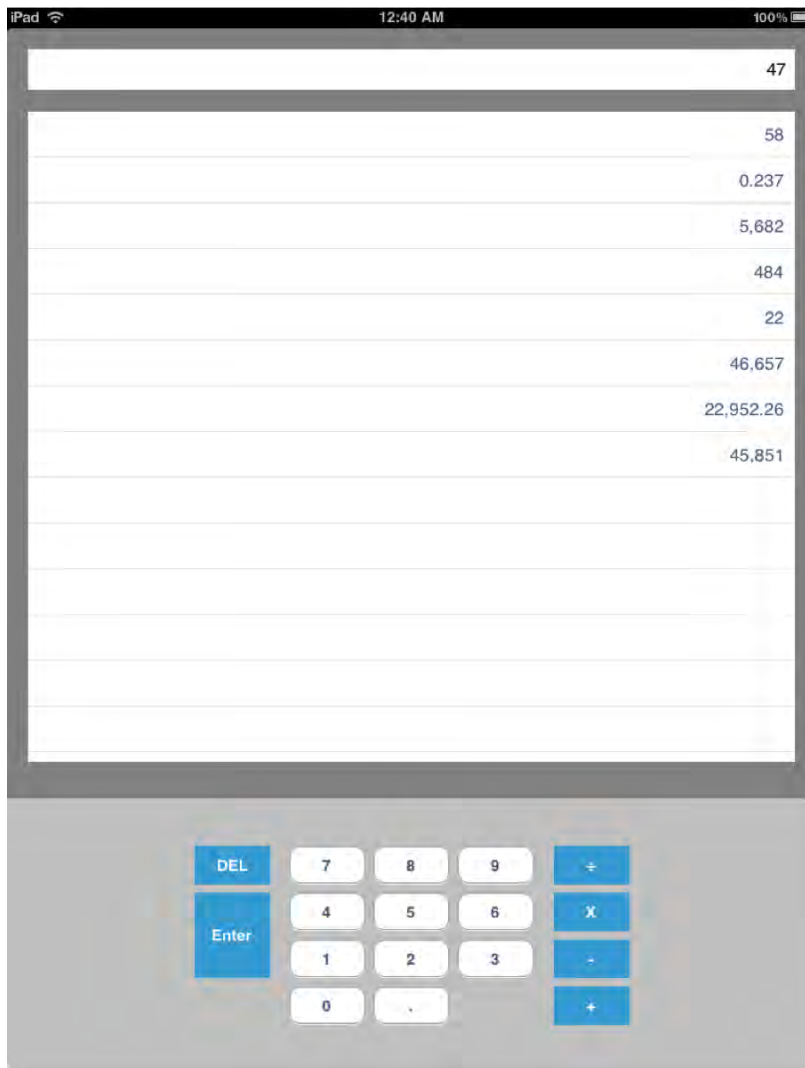 iPad 12:40 AM 100%
47
58
0.237
5,682
484
22
46,657
22,952.26
45,851
DEL 7 8 9 ÷
Enter 4 5 6 X
1 2 3 -
0 . +